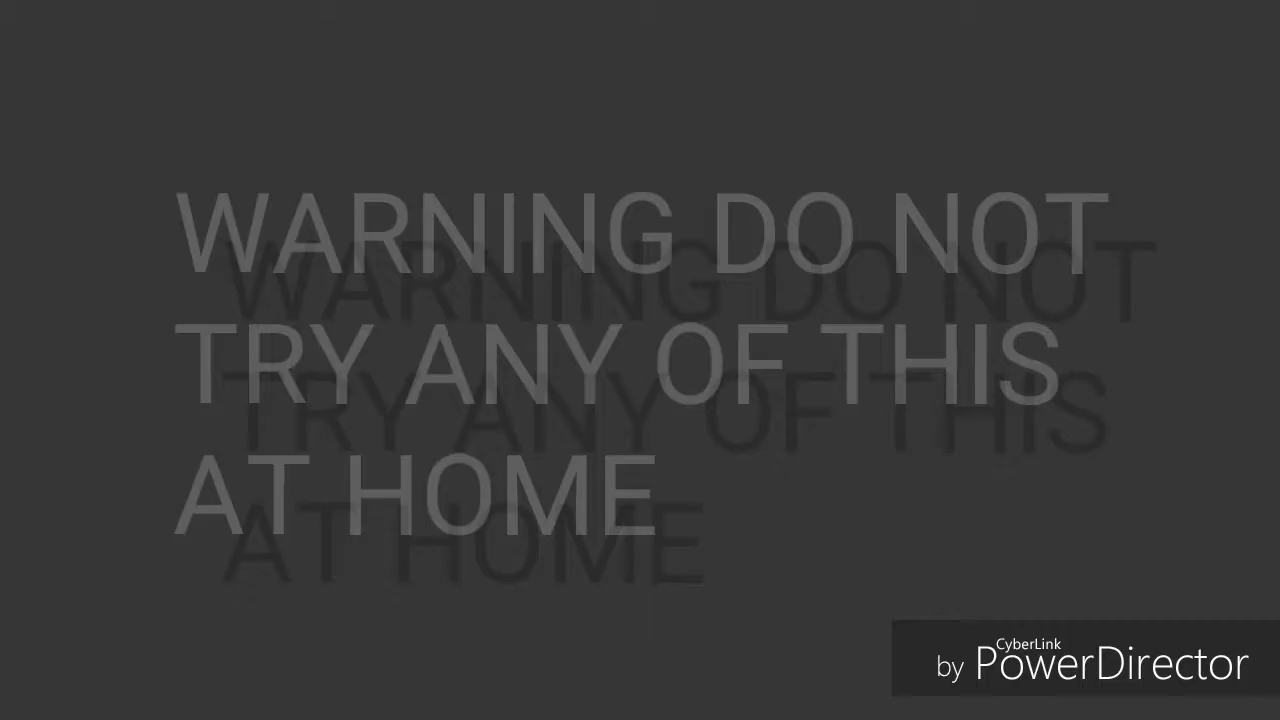 WARNING DO NOT
TRY ANY OF THIS
AT HOME
by CyberLink PowerDirector